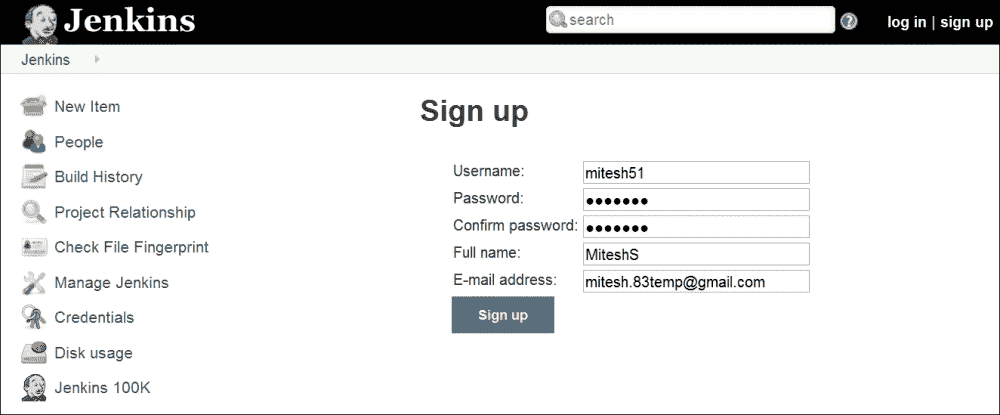 Jenkins
search
?
log in | sign up
Jenkins
New Item
People
Build History
Project Relationship
Check File Fingerprint
Manage Jenkins
Credentials
Disk usage
Jenkins 100K
Sign up
Username: mitesh51
Password: ●●●●●●●
Confirm password: ●●●●●●●
Full name: MiteshS
E-mail address: mitesh.83temp@gmail.com
Sign up